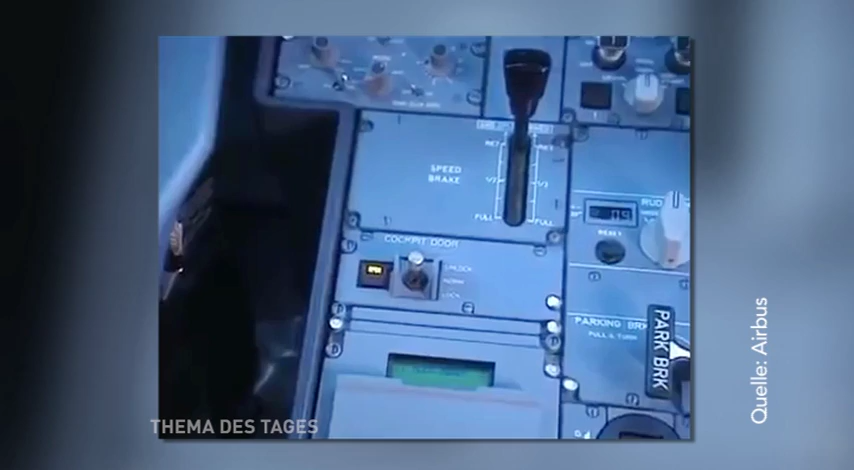 SPEED
BRAKE
RET
RET
1/2
1/2
FULL
FULL
COCKPIT DOOR
OPEN
UNLOCK
NORM
LOCK
RUD
RESET
PARKING BRK
PULL & TURN
PARK BRK
THEMA DES TAGES
Quelle: Airbus